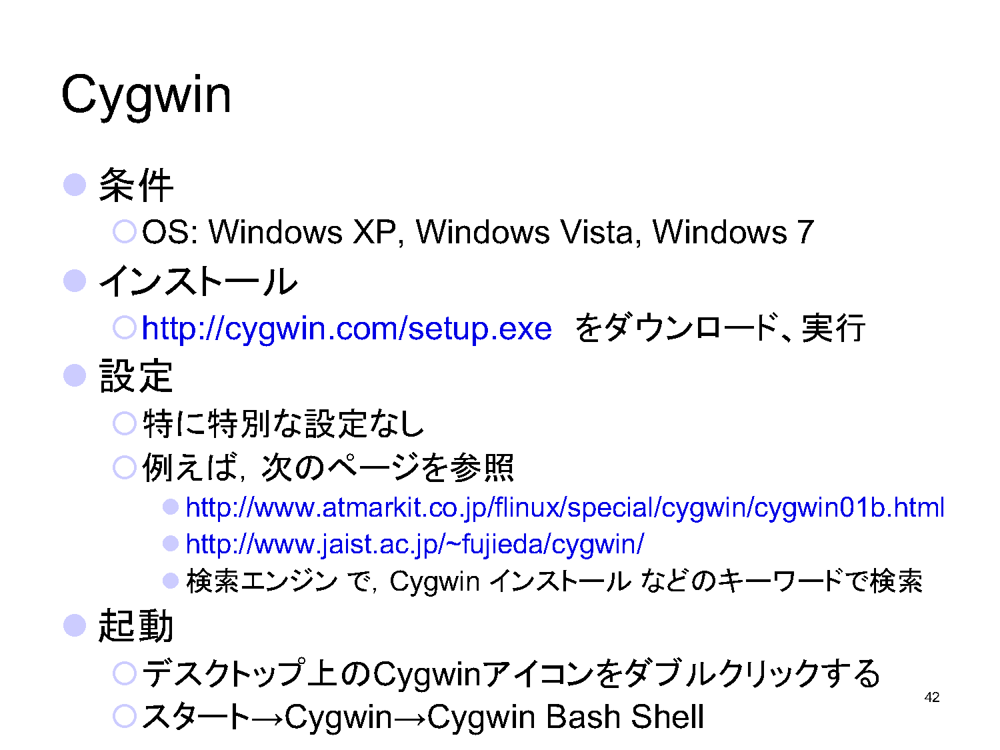 Cygwin
● 条件
○OS: Windows XP, Windows Vista, Windows 7
● インストール
○http://cygwin.com/setup.exe をダウンロード、実行
● 設定
○特に特別な設定なし
○例えば，次のページを参照
● http://www.atmarkit.co.jp/flinux/special/cygwin/cygwin01b.html
● http://www.jaist.ac.jp/~fujieda/cygwin/
● 検索エンジン で，Cygwin インストール などのキーワードで検索
● 起動
○デスクトップ上のCygwinアイコンをダブルクリックする
○スタート→Cygwin→Cygwin Bash Shell
42